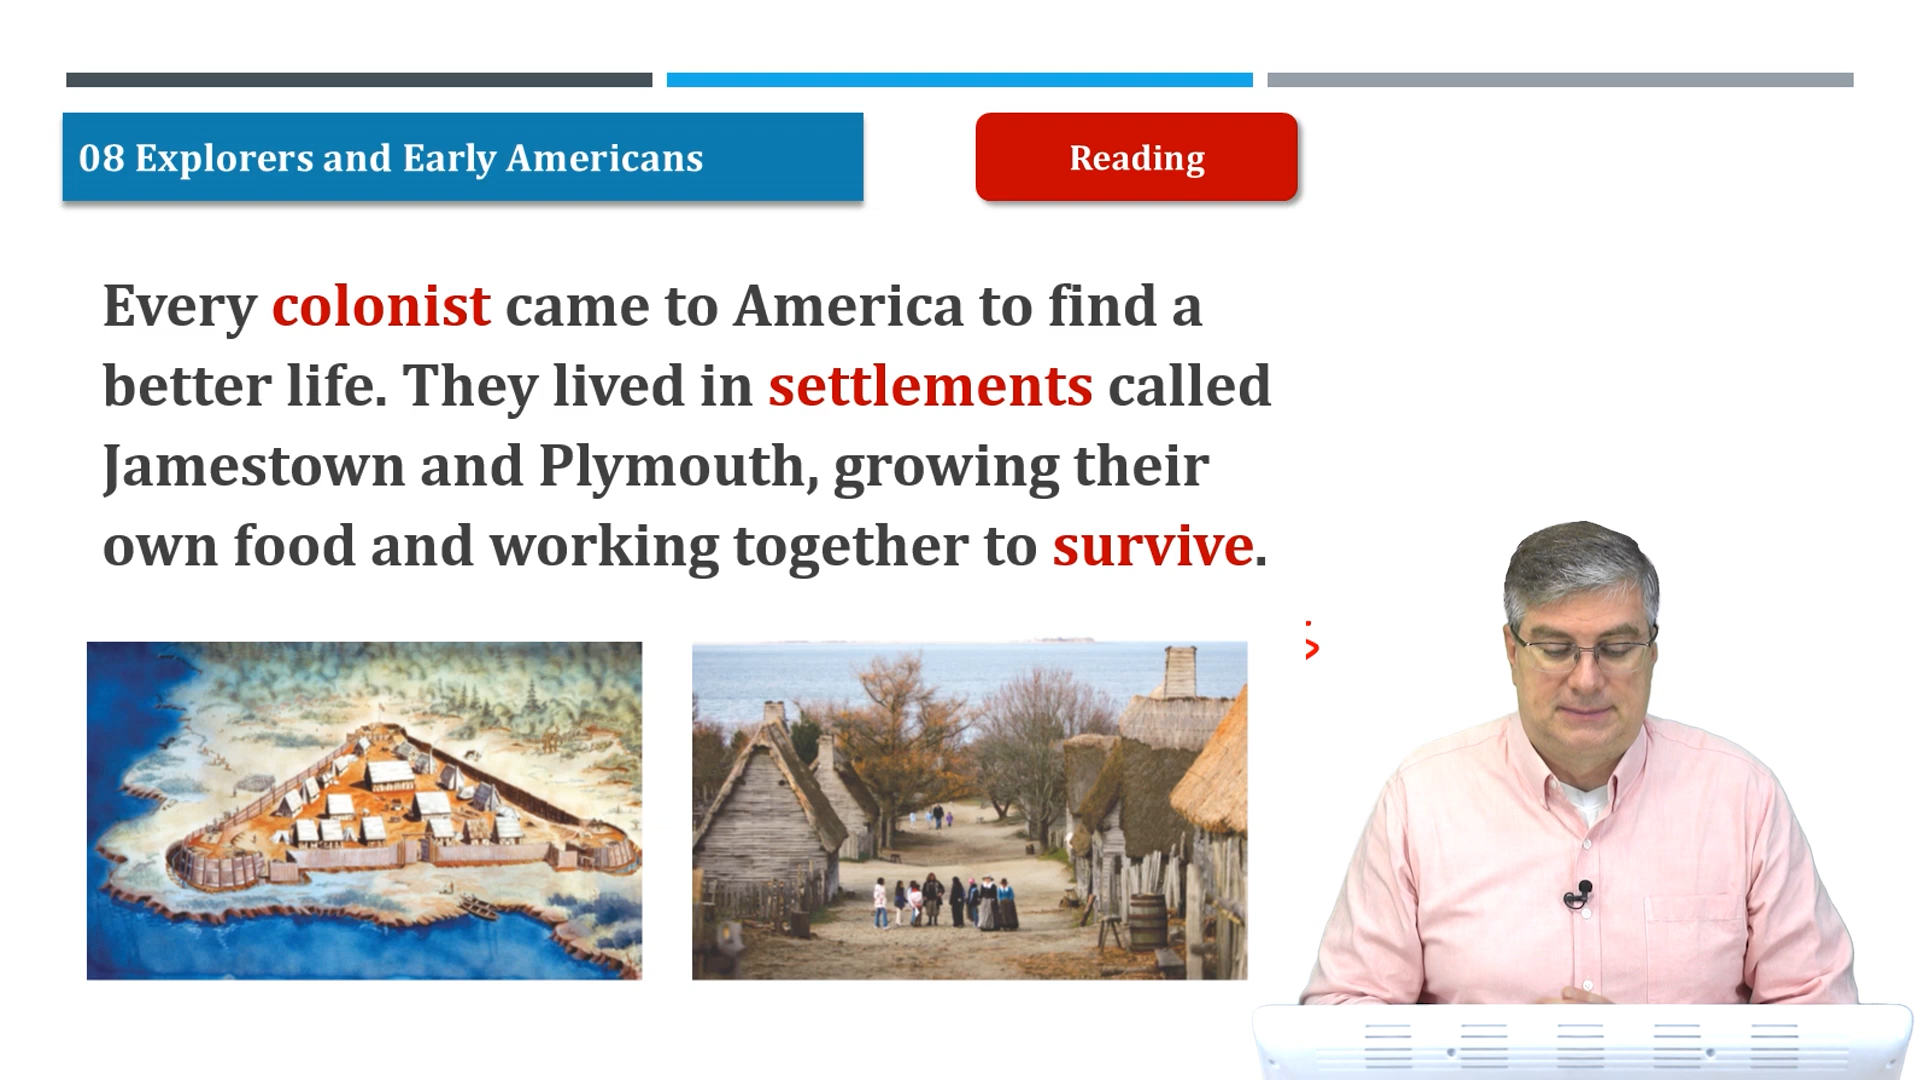 08 Explorers and Early Americans
Reading
Every colonist came to America to find a
better life. They lived in settlements called
Jamestown and Plymouth, growing their
own food and working together to survive.